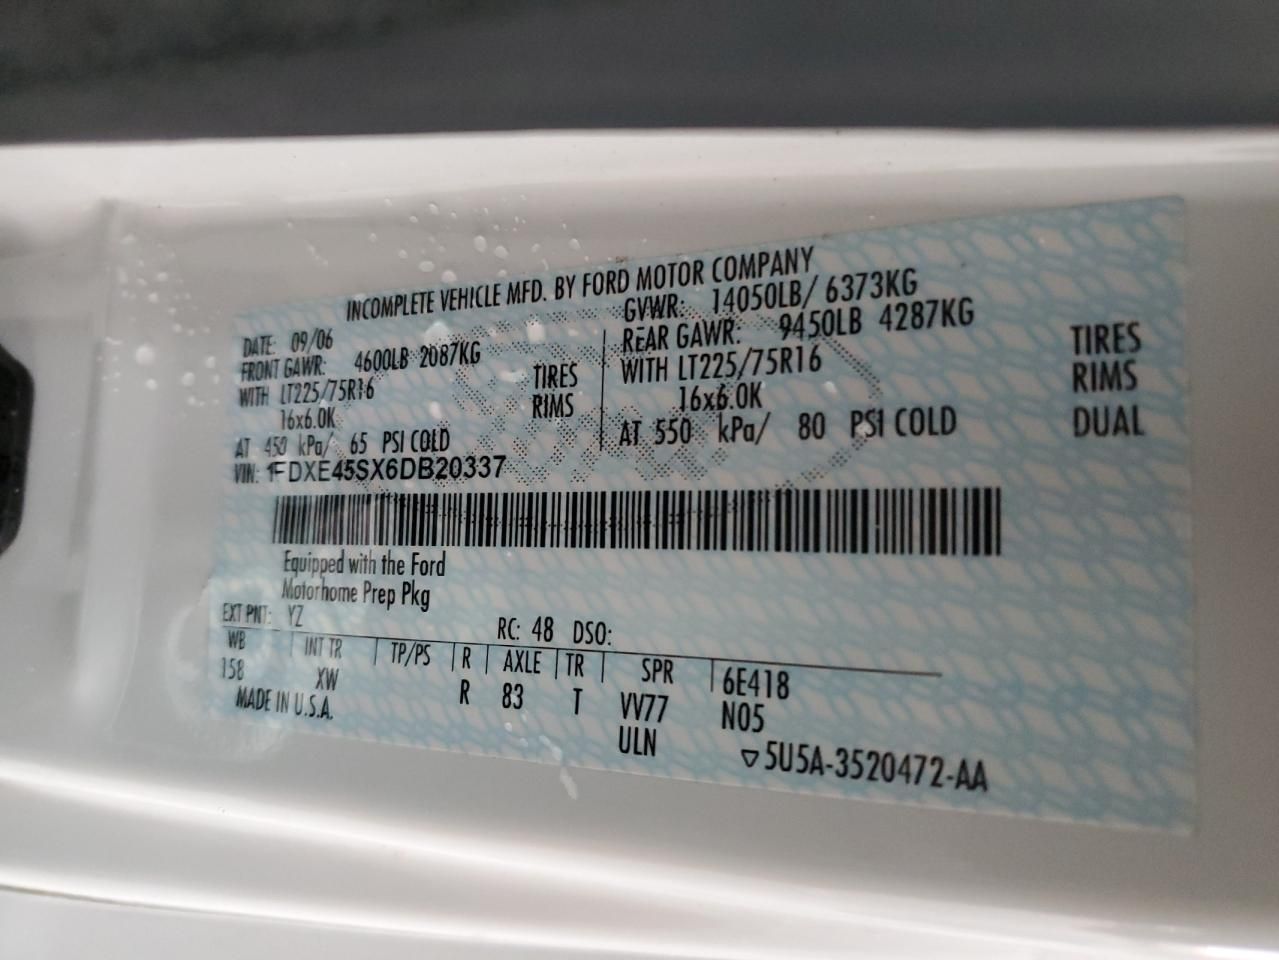 INCOMPLETE VEHICLE MFD. BY FORD MOTOR COMPANY
DATE: 09/06 GVWR: 14050LB/ 6373KG
FRONT GAWR: 4600LB 2087KG REAR GAWR: 9450LB 4287KG
WITH LT225/75R16 TIRES WITH LT225/75R16 TIRES
16x6.0K RIMS 16x6.0K RIMS
AT 450 kPa/ 65 PSI COLD AT 550 kPa/ 80 PSI COLD DUAL
VIN: 1FDXE45SX6DB20337
Equipped with the Ford
Motorhome Prep Pkg
EXT PNT: YZ RC: 48 DSO:
WB INT TR TP/PS R AXLE TR SPR 6E418
158 XW R 83 T VV77 N05
MADE IN U.S.A. ULN ▽5U5A-3520472-AA